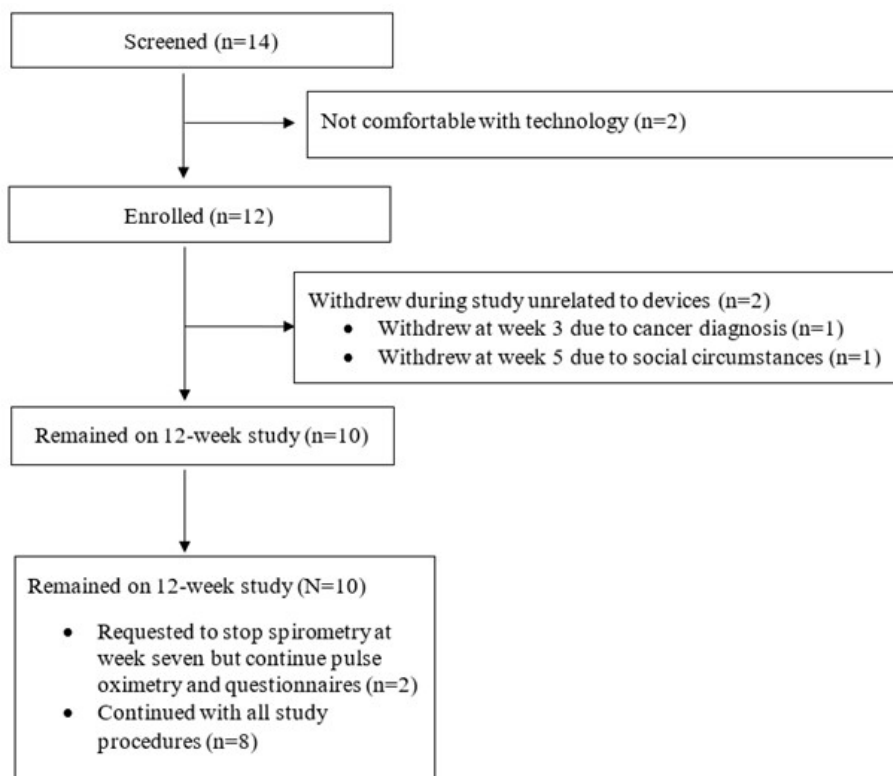 Screened (n=14)
Not comfortable with technology (n=2)
Enrolled (n=12)
Withdrew during study unrelated to devices (n=2)
• Withdrew at week 3 due to cancer diagnosis (n=1)
• Withdrew at week 5 due to social circumstances (n=1)
Remained on 12-week study (n=10)
Remained on 12-week study (N=10)
• Requested to stop spirometry at
week seven but continue pulse
oximetry and questionnaires (n=2)
• Continued with all study
procedures (n=8)